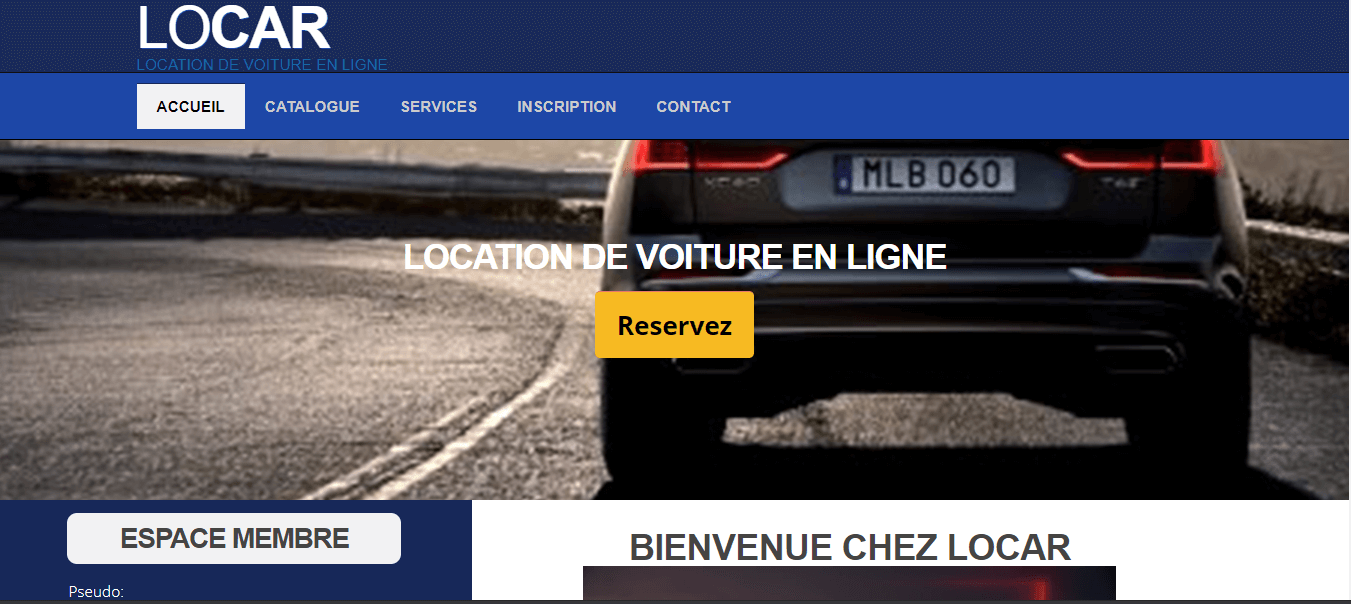 LOCAR
LOCATION DE VOITURE EN LIGNE
ACCUEIL CATALOGUE SERVICES INSCRIPTION CONTACT
MLB 060
LOCATION DE VOITURE EN LIGNE
Reservez
ESPACE MEMBRE
BIENVENUE CHEZ LOCAR
Pseudo: